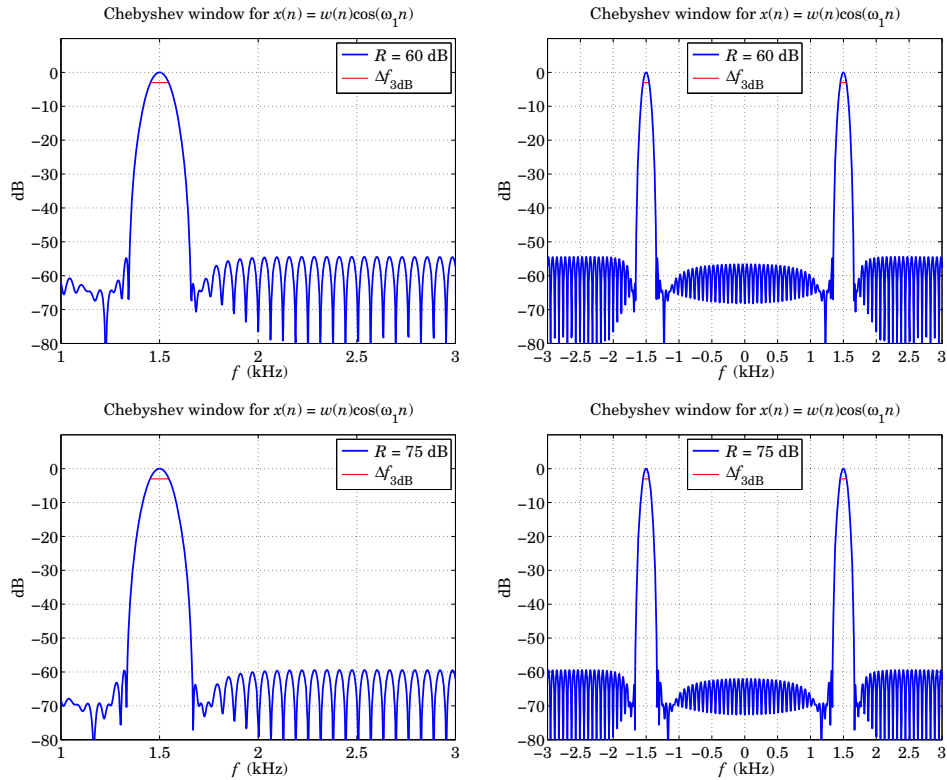 Chebyshev window for x(n) = w(n)cos(ω₁n)
R = 60 dB
Δf₃dB
dB
0
−10
−20
−30
−40
−50
−60
−70
−80
1 1.5 2 2.5 3
f (kHz)
Chebyshev window for x(n) = w(n)cos(ω₁n)
R = 60 dB
Δf₃dB
dB
0
−10
−20
−30
−40
−50
−60
−70
−80
−3 −2.5 −2 −1.5 −1 −0.5 0 0.5 1 1.5 2 2.5 3
f (kHz)
Chebyshev window for x(n) = w(n)cos(ω₁n)
R = 75 dB
Δf₃dB
dB
0
−10
−20
−30
−40
−50
−60
−70
−80
1 1.5 2 2.5 3
f (kHz)
Chebyshev window for x(n) = w(n)cos(ω₁n)
R = 75 dB
Δf₃dB
dB
0
−10
−20
−30
−40
−50
−60
−70
−80
−3 −2.5 −2 −1.5 −1 −0.5 0 0.5 1 1.5 2 2.5 3
f (kHz)